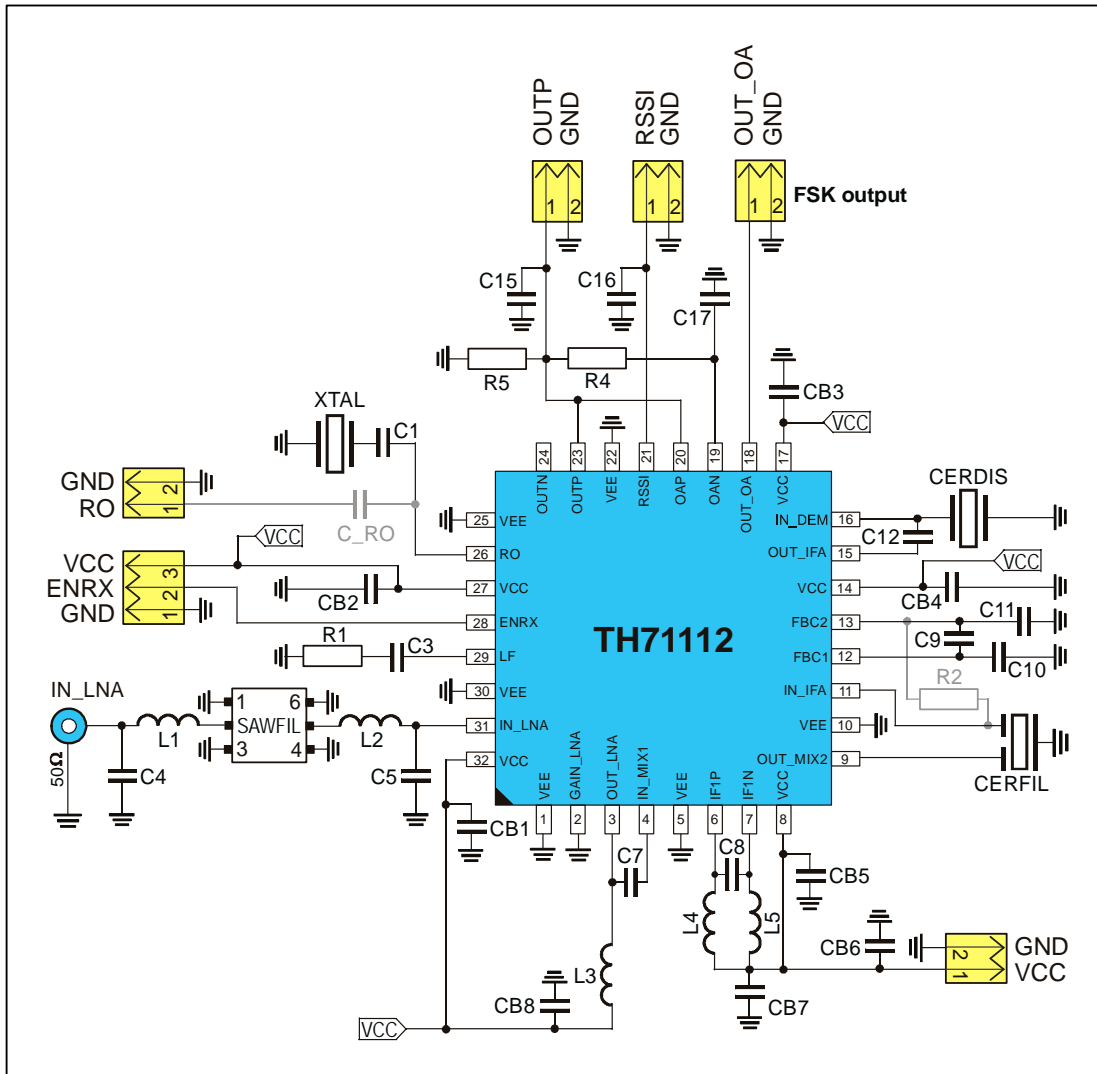 OUTP
GND
RSSI
GND
OUT_OA
GND
1
2
1
2
1
2
FSK output
C15
C16
C17
R5
R4
CB3
VCC
XTAL
C1
GND
RO
2
1
C_RO
VCC
VCC
ENRX
GND
3
2
1
CB2
R1
C3
IN_LNA
50Ω
C4
L1
SAWFIL
1
6
3
4
L2
C5
24
23
22
21
20
19
18
17
OUTN
OUTP
VEE
RSSI
OAP
OAN
OUT_OA
VCC
25
VEE
26
RO
27
VCC
28
ENRX
29
LF
30
VEE
31
IN_LNA
32
VCC
TH71112
IN_DEM
16
OUT_IFA
15
VCC
14
FBC2
13
FBC1
12
IN_IFA
11
VEE
10
OUT_MIX2
9
VEE
GAIN_LNA
OUT_LNA
IN_MIX1
VEE
IF1P
IF1N
VCC
1
2
3
4
5
6
7
8
CERDIS
C12
VCC
CB4
C11
C9
C10
R2
CERFIL
CB1
C7
C8
CB5
L4
L5
L3
CB8
VCC
CB7
CB6
2
1
GND
VCC